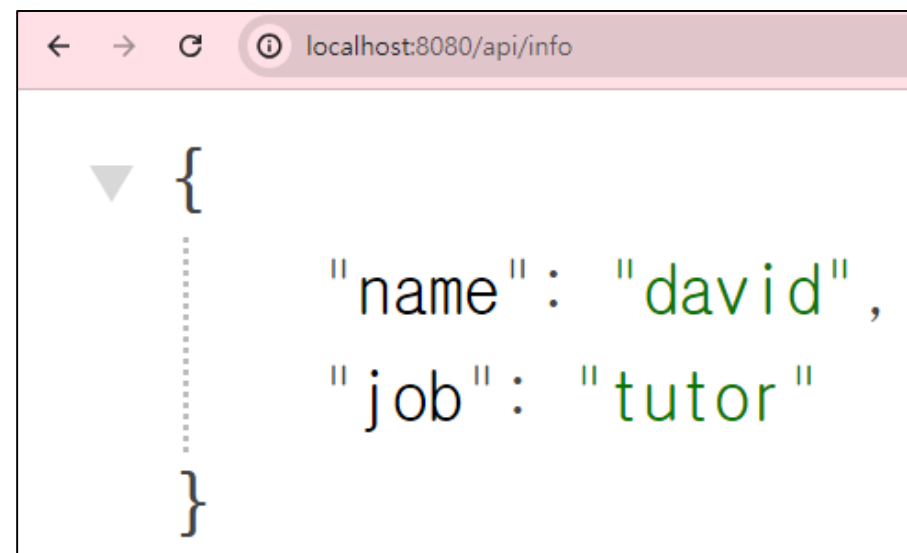 localhost:8080/api/info
{
"name": "david",
"job": "tutor"
}